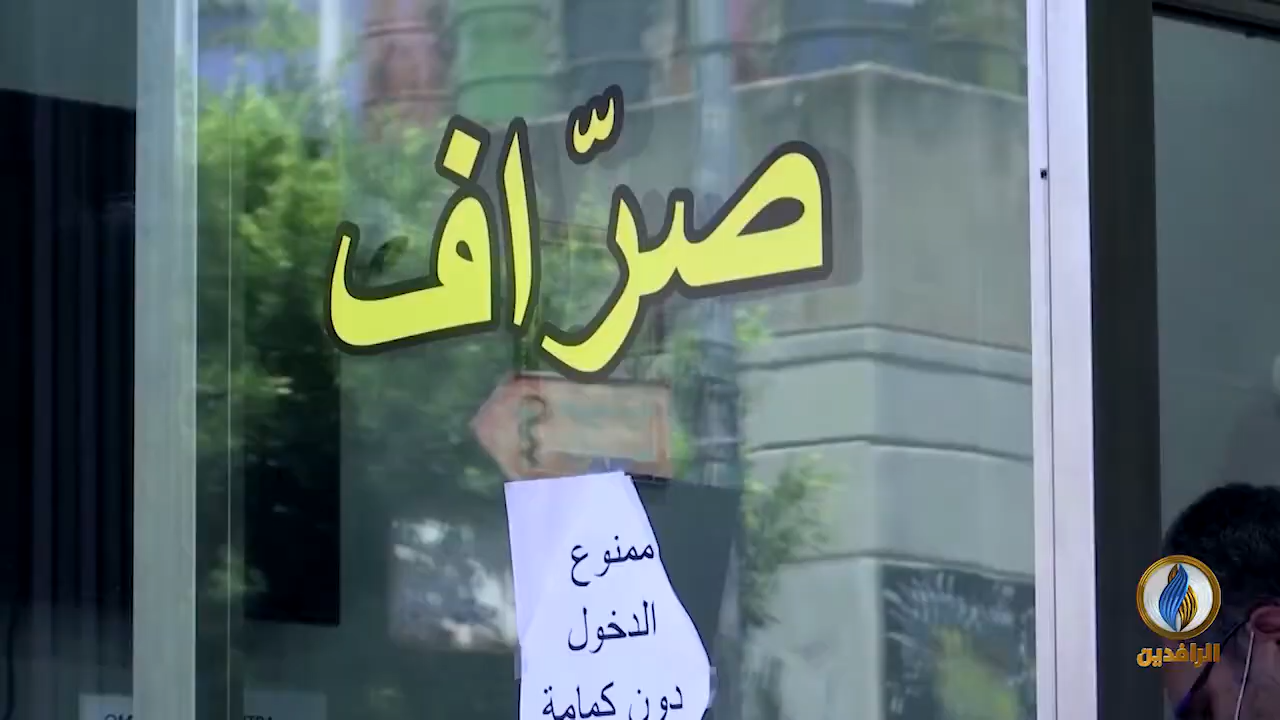 صرّاف
ممنوع
الدخول
دون كمامة
الرافدين